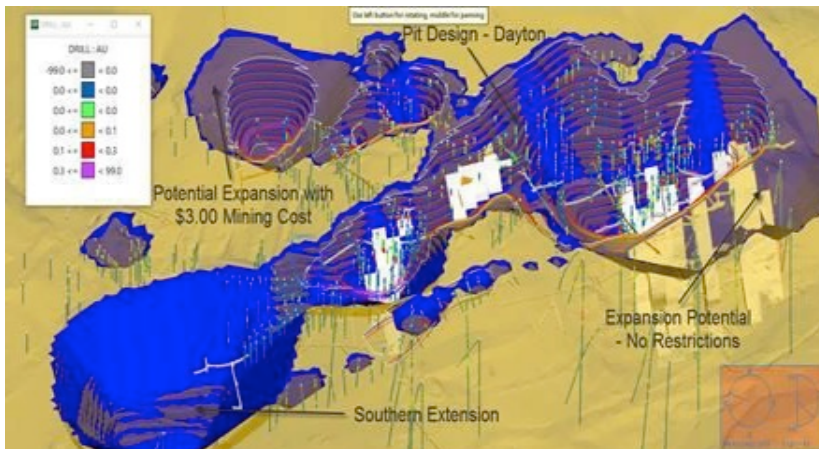 DRILL_AU
Use left button for rotating, middle for panning
DRILL: AU
-99.0 <= < 0.0
0.0 <= < 0.0
0.0 <= < 0.0
0.0 <= < 0.1
0.1 <= < 0.3
0.3 <= < 99.0
Pit Design - Dayton
Potential Expansion with
$3.00 Mining Cost
Expansion Potential
- No Restrictions
Southern Extension